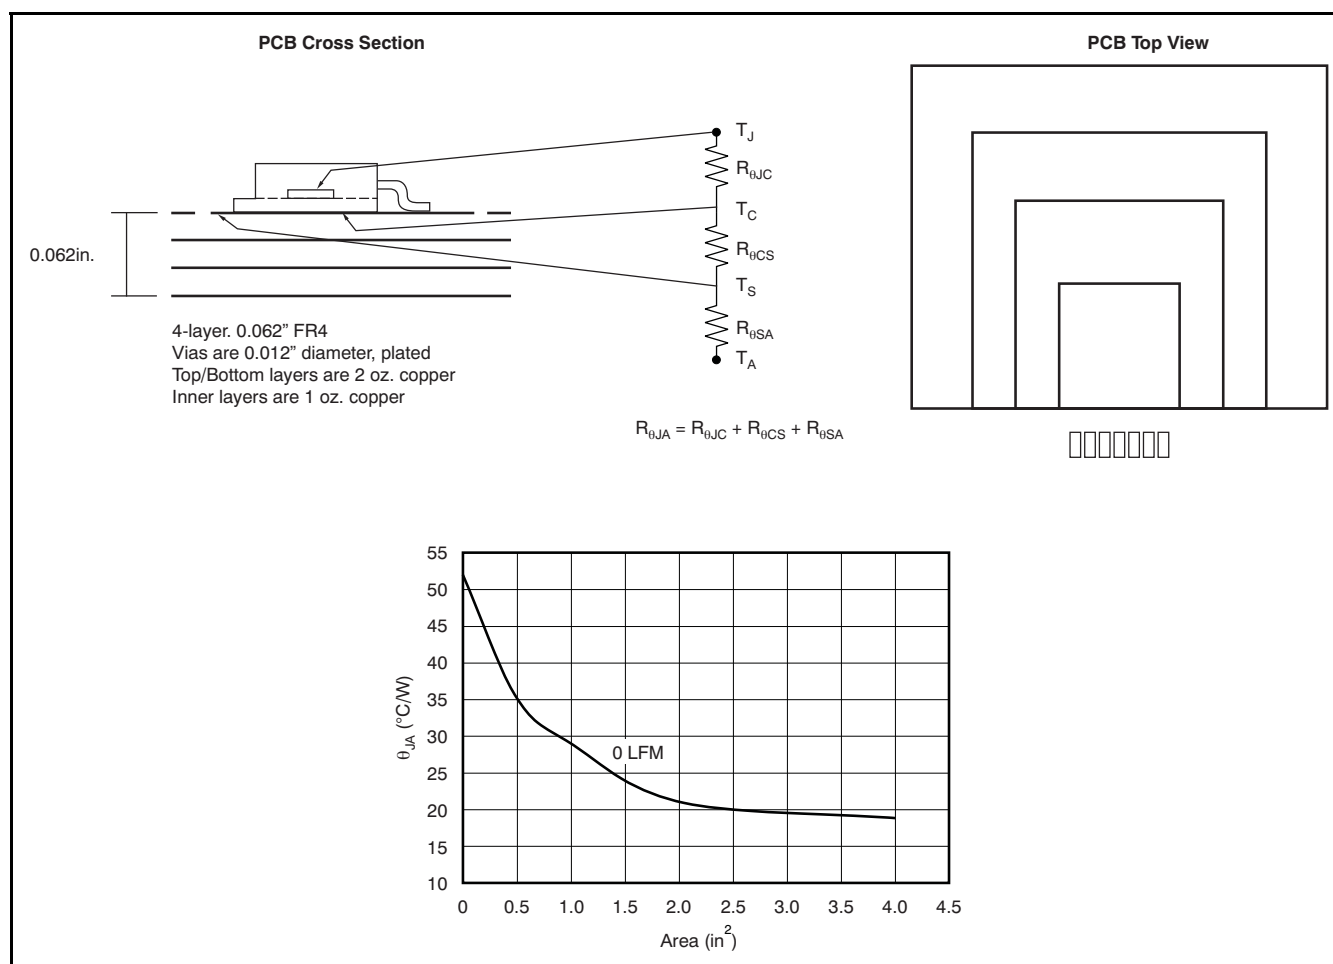 PCB Cross Section
PCB Top View
T_J
R_θJC
T_C
R_θCS
T_S
R_θSA
T_A
0.062in.
4-layer. 0.062” FR4
Vias are 0.012” diameter, plated
Top/Bottom layers are 2 oz. copper
Inner layers are 1 oz. copper
R_θJA = R_θJC + R_θCS + R_θSA
55
50
45
40
35
30
25
20
15
10
θ_JA (°C/W)
0 LFM
0 0.5 1.0 1.5 2.0 2.5 3.0 3.5 4.0 4.5
Area (in²)